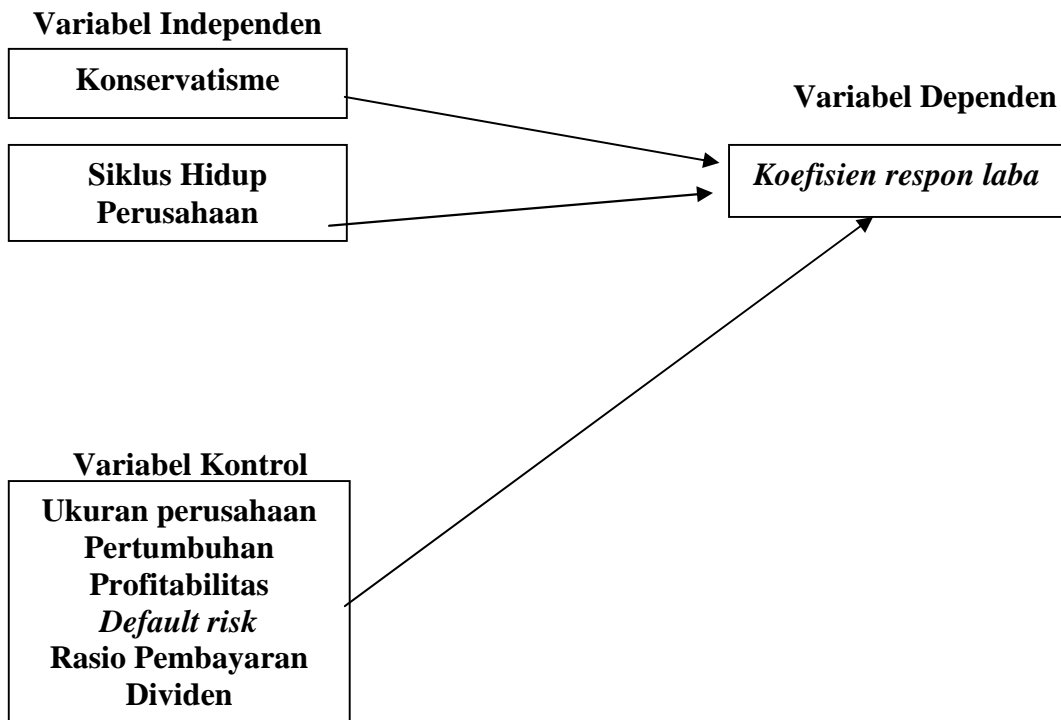 Variabel Independen
Konservatisme
Siklus Hidup
Perusahaan
Variabel Dependen
Koefisien respon laba
Variabel Kontrol
Ukuran perusahaan
Pertumbuhan
Profitabilitas
Default risk
Rasio Pembayaran
Dividen